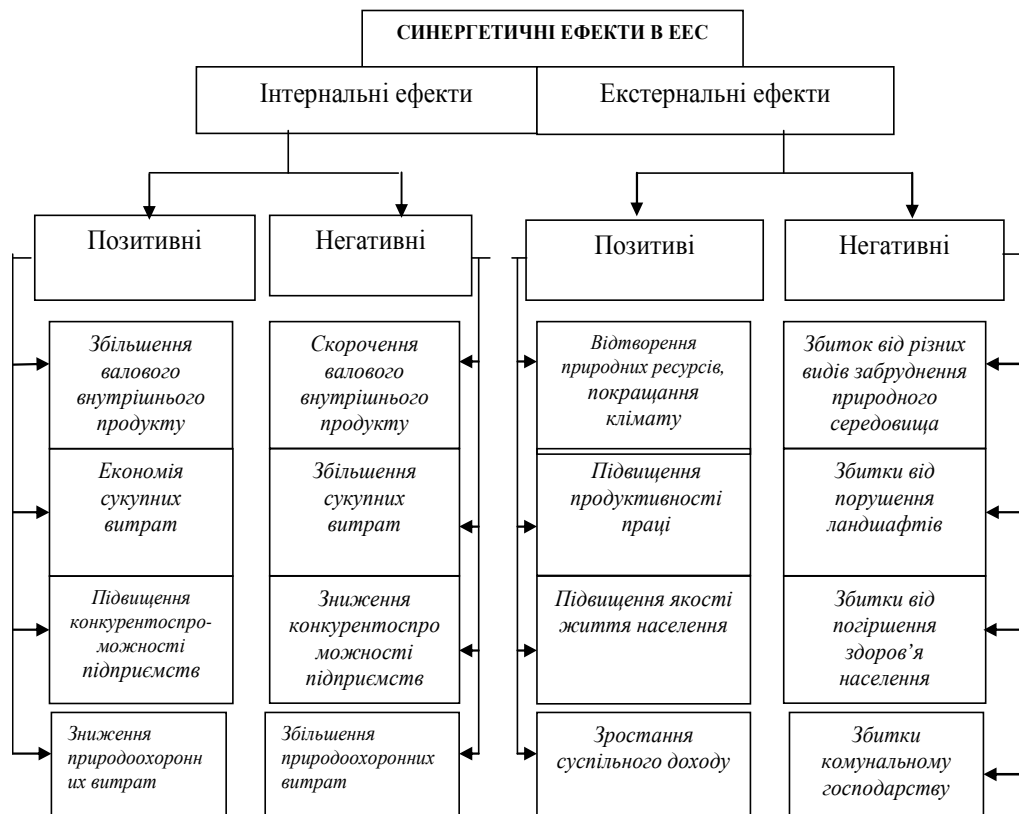 СИНЕРГЕТИЧНІ ЕФЕКТИ В ЕЕС
Інтернальні ефекти
Екстернальні ефекти
Позитивні
Негативні
Позитиві
Негативні
Збільшення
валового
внутрішнього
продукту
Економія
сукупних
витрат
Підвищення
конкурентоспро-
можності
підприємств
Зниження
природоохоронн
их витрат
Скорочення
валового
внутрішнього
продукту
Збільшення
сукупних
витрат
Зниження
конкурентоспро
можності
підприємств
Збільшення
природоохоронних
витрат
Відтворення
природних ресурсів,
покращання
клімату
Підвищення
продуктивності
праці
Підвищення якості
життя населення
Зростання
суспільного доходу
Збиток від різних
видів забруднення
природного
середовища
Збитки від
порушення
ландшафтів
Збитки від
погіршення
здоров’я
населення
Збитки
комунальному
господарству